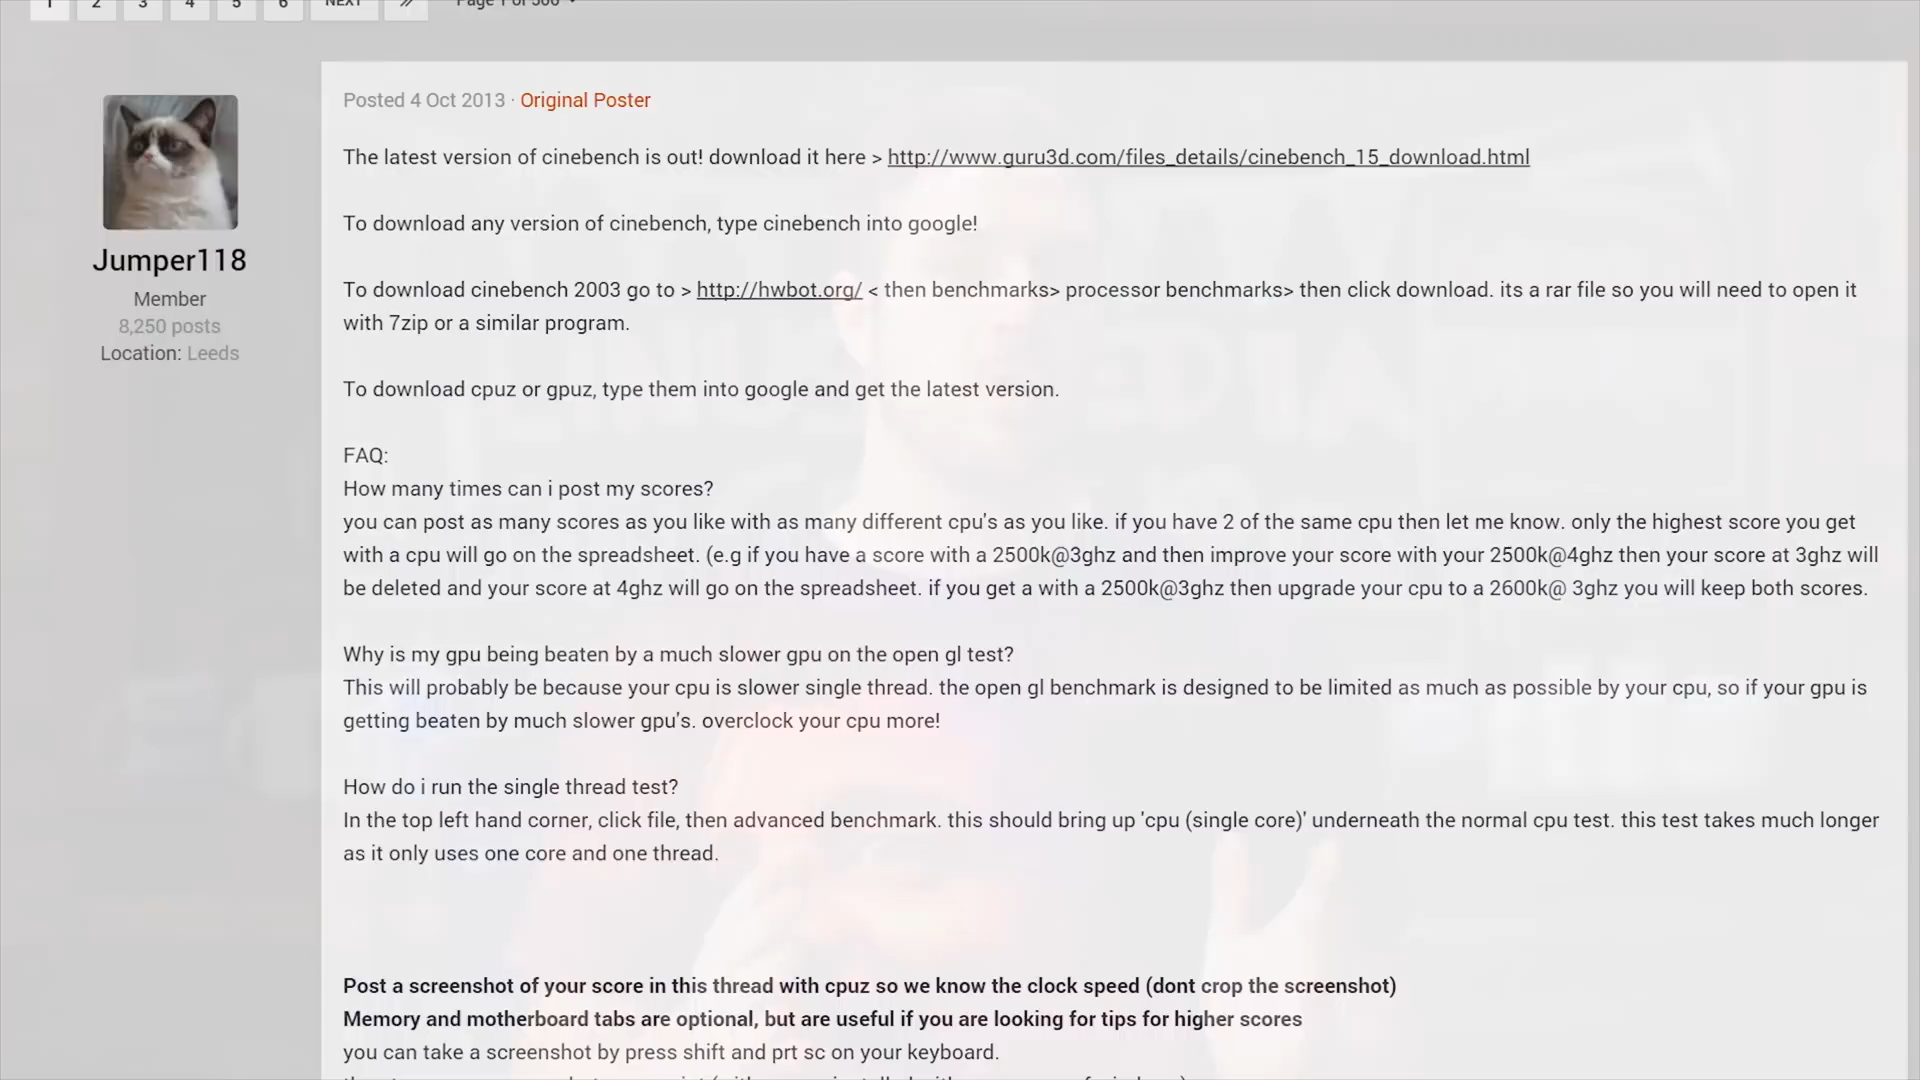 1 2 3 4 5 6 NEXT » Page 1 of 306
Posted 4 Oct 2013 · Original Poster
Jumper118
Member
8,250 posts
Location: Leeds
The latest version of cinebench is out! download it here > http://www.guru3d.com/files_details/cinebench_15_download.html
To download any version of cinebench, type cinebench into google!
To download cinebench 2003 go to > http://hwbot.org/ < then benchmarks> processor benchmarks> then click download. its a rar file so you will need to open it
with 7zip or a similar program.
To download cpuz or gpuz, type them into google and get the latest version.
FAQ:
How many times can i post my scores?
you can post as many scores as you like with as many different cpu's as you like. if you have 2 of the same cpu then let me know. only the highest score you get
with a cpu will go on the spreadsheet. (e.g if you have a score with a 2500k@3ghz and then improve your score with your 2500k@4ghz then your score at 3ghz will
be deleted and your score at 4ghz will go on the spreadsheet. if you get a with a 2500k@3ghz then upgrade your cpu to a 2600k@ 3ghz you will keep both scores.
Why is my gpu being beaten by a much slower gpu on the open gl test?
This will probably be because your cpu is slower single thread. the open gl benchmark is designed to be limited as much as possible by your cpu, so if your gpu is
getting beaten by much slower gpu's. overclock your cpu more!
How do i run the single thread test?
In the top left hand corner, click file, then advanced benchmark. this should bring up 'cpu (single core)' underneath the normal cpu test. this test takes much longer
as it only uses one core and one thread.
Post a screenshot of your score in this thread with cpuz so we know the clock speed (dont crop the screenshot)
Memory and motherboard tabs are optional, but are useful if you are looking for tips for higher scores
you can take a screenshot by press shift and prt sc on your keyboard.